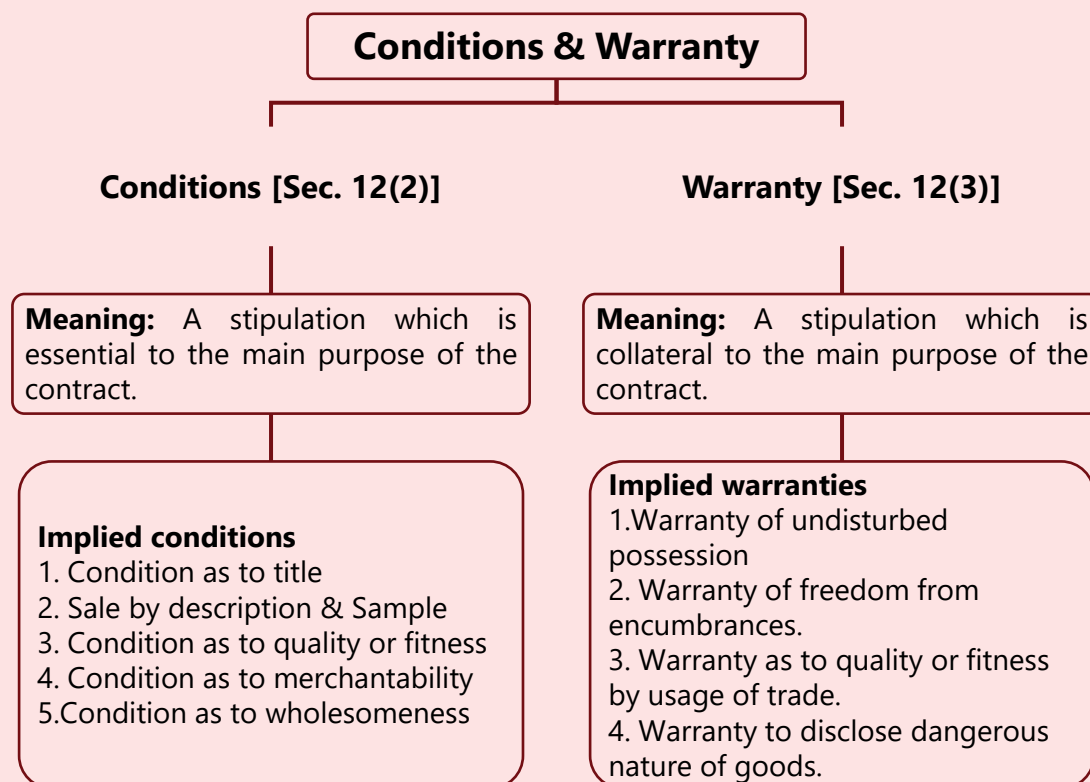 Conditions & Warranty
Conditions [Sec. 12(2)]
Warranty [Sec. 12(3)]
Meaning: A stipulation which is
essential to the main purpose of the
contract.
Meaning: A stipulation which is
collateral to the main purpose of the
contract.
Implied conditions
1. Condition as to title
2. Sale by description & Sample
3. Condition as to quality or fitness
4. Condition as to merchantability
5.Condition as to wholesomeness
Implied warranties
1.Warranty of undisturbed
possession
2. Warranty of freedom from
encumbrances.
3. Warranty as to quality or fitness
by usage of trade.
4. Warranty to disclose dangerous
nature of goods.